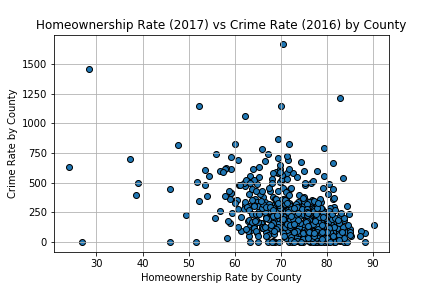 Homeownership Rate (2017) vs Crime Rate (2016) by County
1500
1250
1000
750
500
250
0
Crime Rate by County
30 40 50 60 70 80 90
Homeownership Rate by County